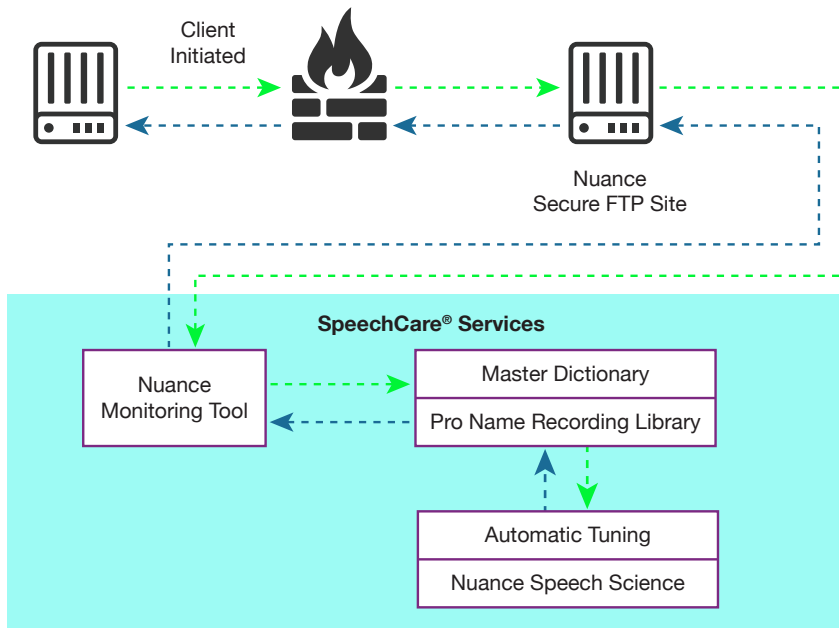 Client
Initiated
Nuance
Secure FTP Site
SpeechCare® Services
Nuance
Monitoring Tool
Master Dictionary
Pro Name Recording Library
Automatic Tuning
Nuance Speech Science